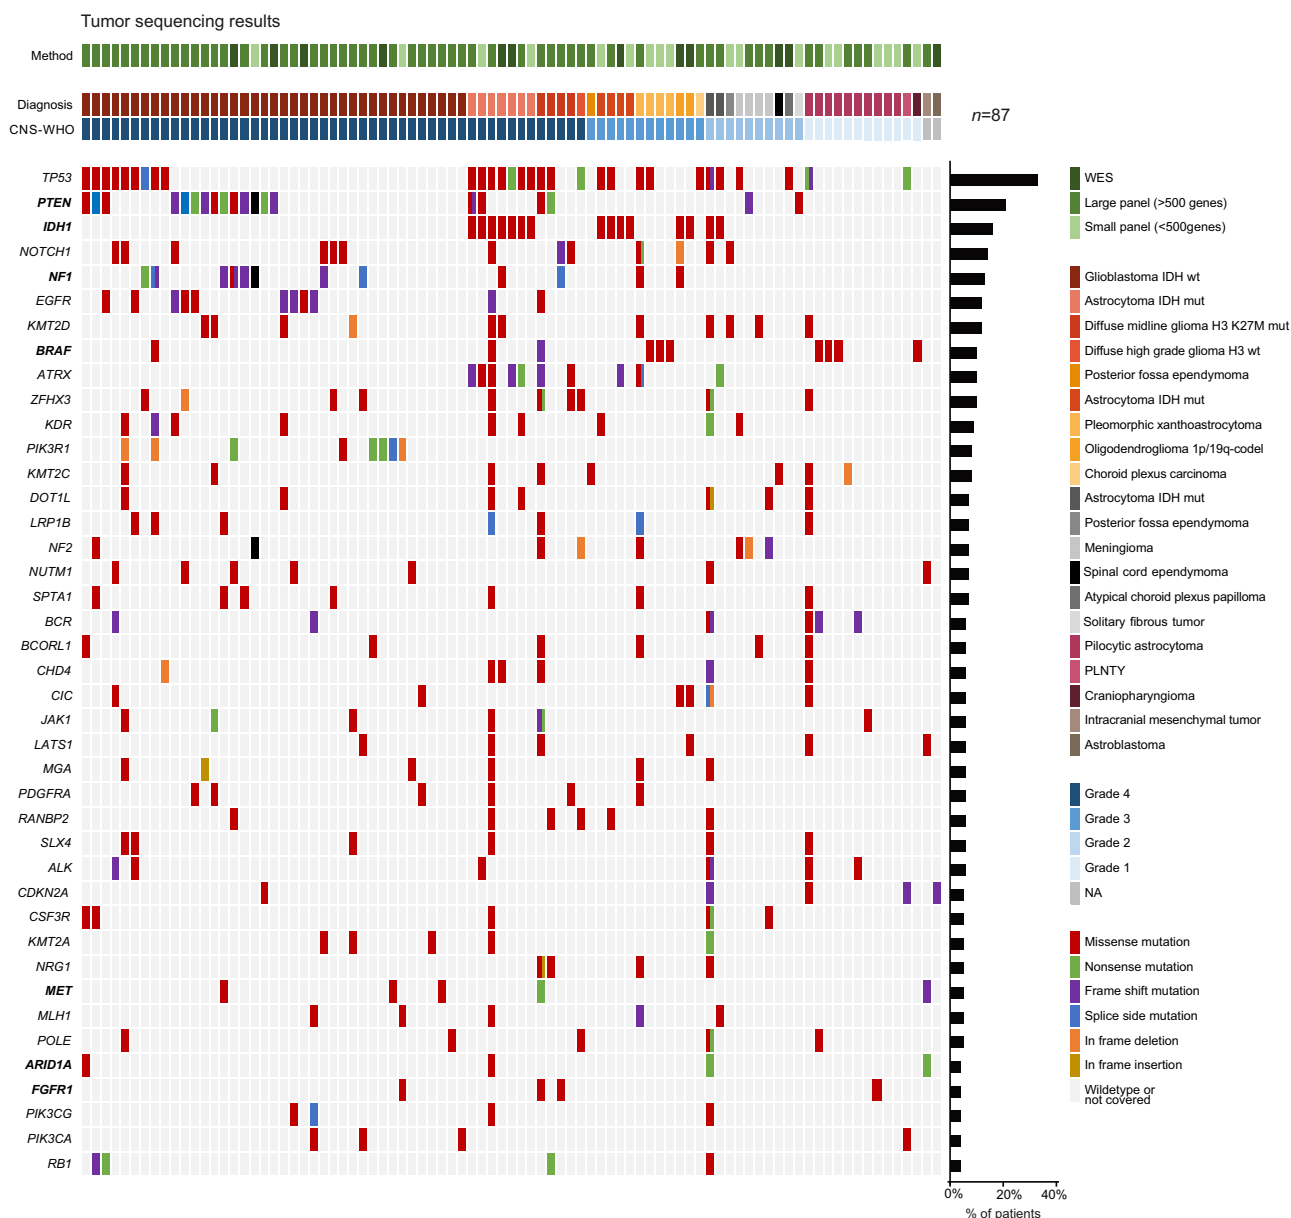 Tumor sequencing results
Method
Diagnosis
CNS-WHO
n=87
TP53
PTEN
IDH1
NOTCH1
NF1
EGFR
KMT2D
BRAF
ATRX
ZFHX3
KDR
PIK3R1
KMT2C
DOT1L
LRP1B
NF2
NUTM1
SPTA1
BCR
BCORL1
CHD4
CIC
JAK1
LATS1
MGA
PDGFRA
RANBP2
SLX4
ALK
CDKN2A
CSF3R
KMT2A
NRG1
MET
MLH1
POLE
ARID1A
FGFR1
PIK3CG
PIK3CA
RB1
0% 20% 40%
% of patients
WES
Large panel (>500 genes)
Small panel (<500genes)
Glioblastoma IDH wt
Astrocytoma IDH mut
Diffuse midline glioma H3 K27M mut
Diffuse high grade glioma H3 wt
Posterior fossa ependymoma
Astrocytoma IDH mut
Pleomorphic xanthoastrocytoma
Oligodendroglioma 1p/19q-codel
Choroid plexus carcinoma
Astrocytoma IDH mut
Posterior fossa ependymoma
Meningioma
Spinal cord ependymoma
Atypical choroid plexus papilloma
Solitary fibrous tumor
Pilocytic astrocytoma
PLNTY
Craniopharyngioma
Intracranial mesenchymal tumor
Astroblastoma
Grade 4
Grade 3
Grade 2
Grade 1
NA
Missense mutation
Nonsense mutation
Frame shift mutation
Splice side mutation
In frame deletion
In frame insertion
Wildetype or
not covered